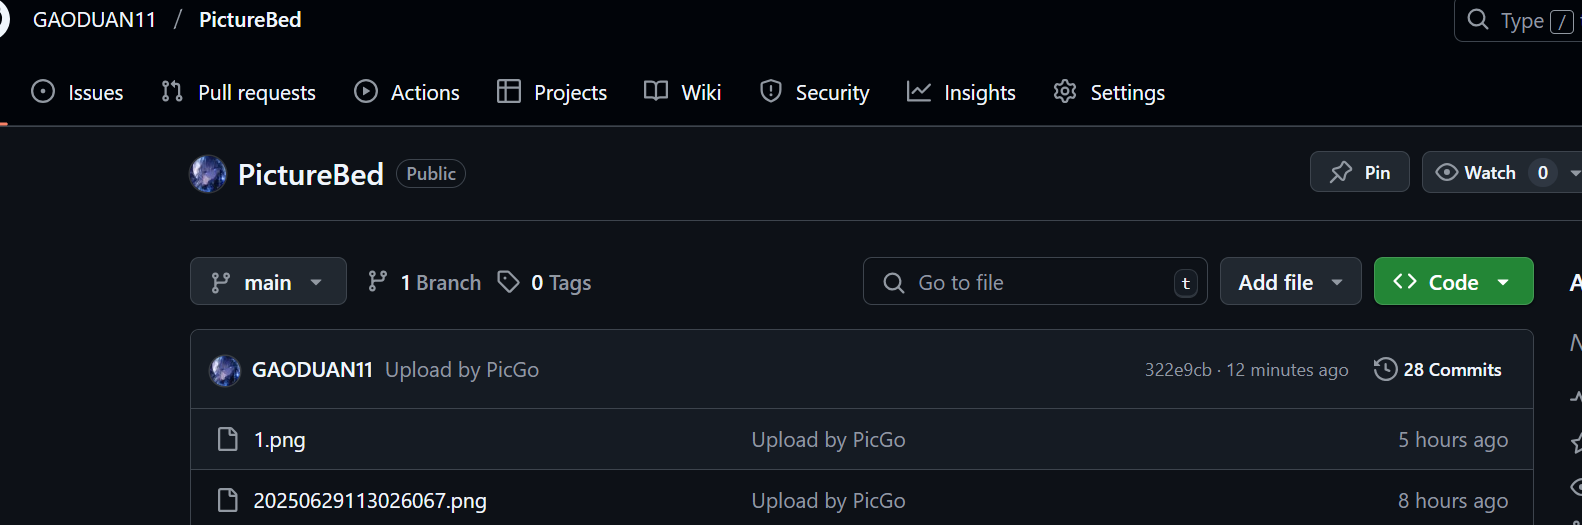 GAODUAN11 / PictureBed
Type /
Issues Pull requests Actions Projects Wiki Security Insights Settings
PictureBed Public
Pin Watch 0
main 1 Branch 0 Tags Go to file t Add file Code
GAODUAN11 Upload by PicGo 322e9cb · 12 minutes ago 28 Commits
1.png Upload by PicGo 5 hours ago
20250629113026067.png Upload by PicGo 8 hours ago